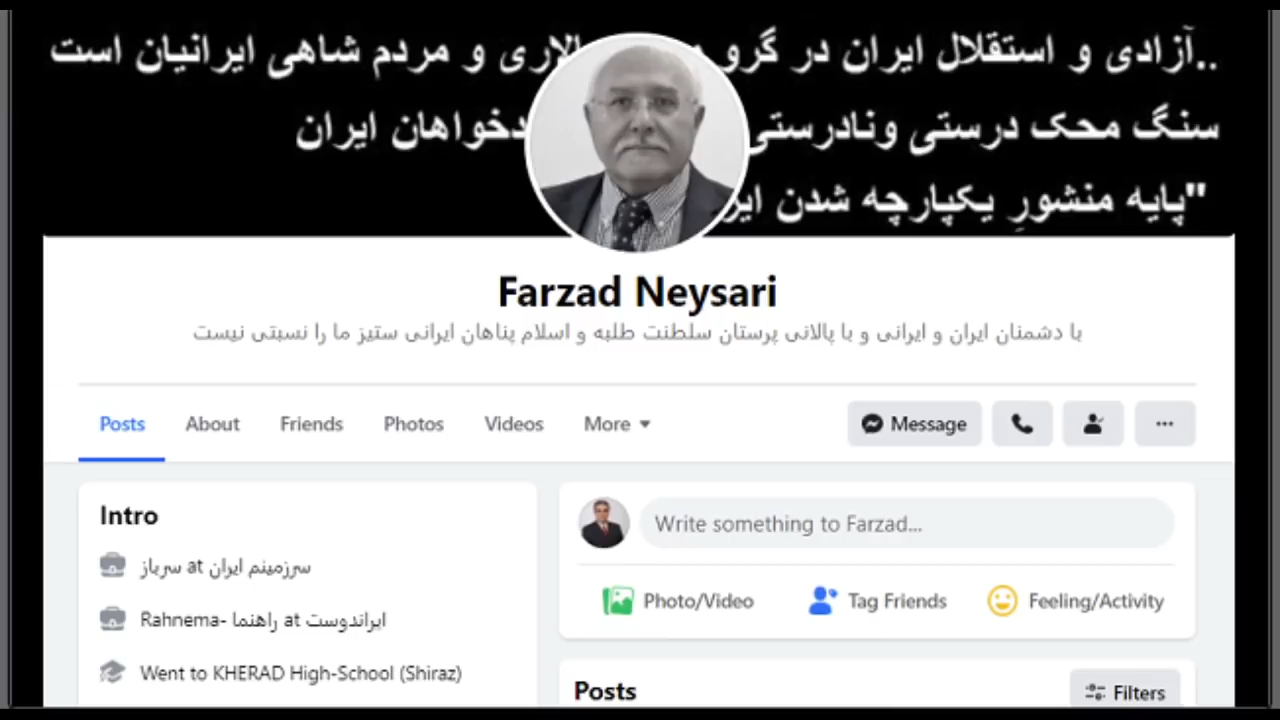 ..آزادی و استقلال ایران در گرو لاری و مردم شاهی ایرانیان است
سنگ محک درستی ونادرستی دخواهان ایران
"پایه منشورِ یکپارچه شدن
Farzad Neysari
با دشمنان ایران و ایرانی و با پالانی پرستان سلطنت طلبه و اسلام پناهان ایرانی ستیز ما را نسبتی نیست
Posts About Friends Photos Videos More
Message
Intro
سرباز at سرزمینم ایران
Rahnema- راهنما at ایراندوست
Went to KHERAD High-School (Shiraz)
Write something to Farzad...
Photo/Video Tag Friends Feeling/Activity
Posts
Filters